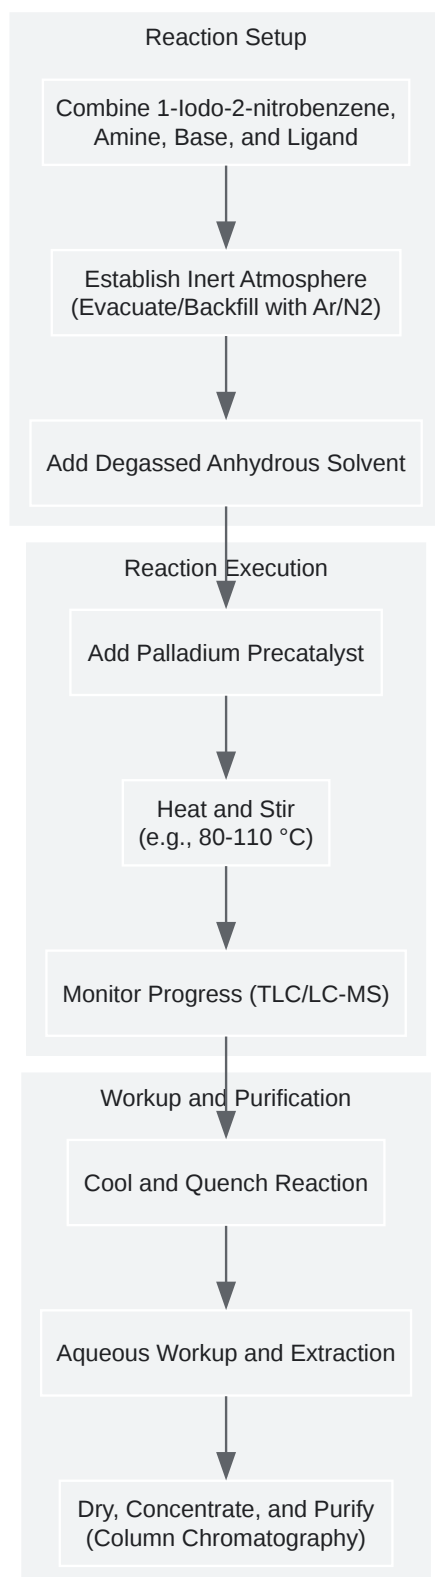 Reaction Setup
Combine 1-Iodo-2-nitrobenzene,
Amine, Base, and Ligand
Establish Inert Atmosphere
(Evacuate/Backfill with Ar/N2)
Add Degassed Anhydrous Solvent
Reaction Execution
Add Palladium Precatalyst
Heat and Stir
(e.g., 80-110 °C)
Monitor Progress (TLC/LC-MS)
Workup and Purification
Cool and Quench Reaction
Aqueous Workup and Extraction
Dry, Concentrate, and Purify
(Column Chromatography)